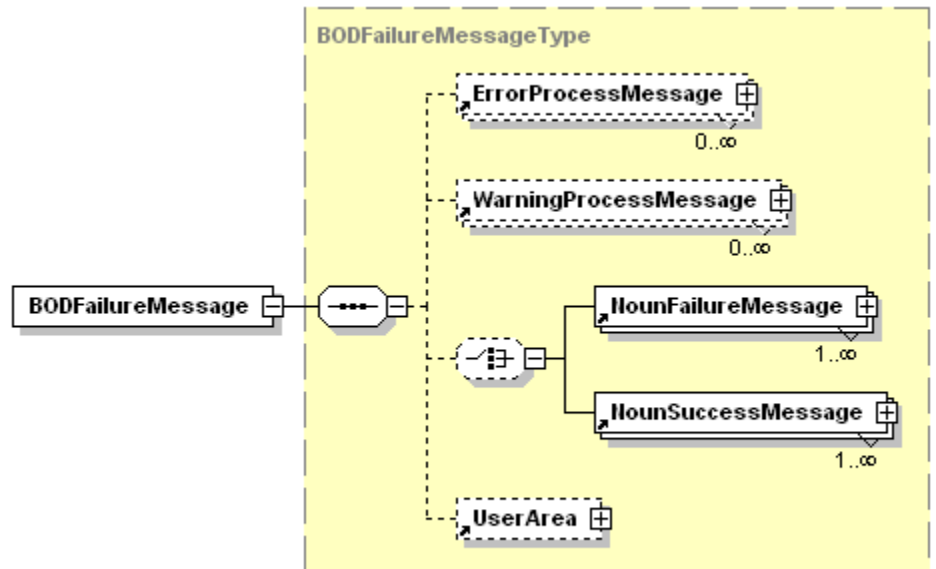 BODFailureMessageType
ErrorProcessMessage
0..∞
WarningProcessMessage
0..∞
BODFailureMessage
NounFailureMessage
1..∞
NounSuccessMessage
1..∞
UserArea